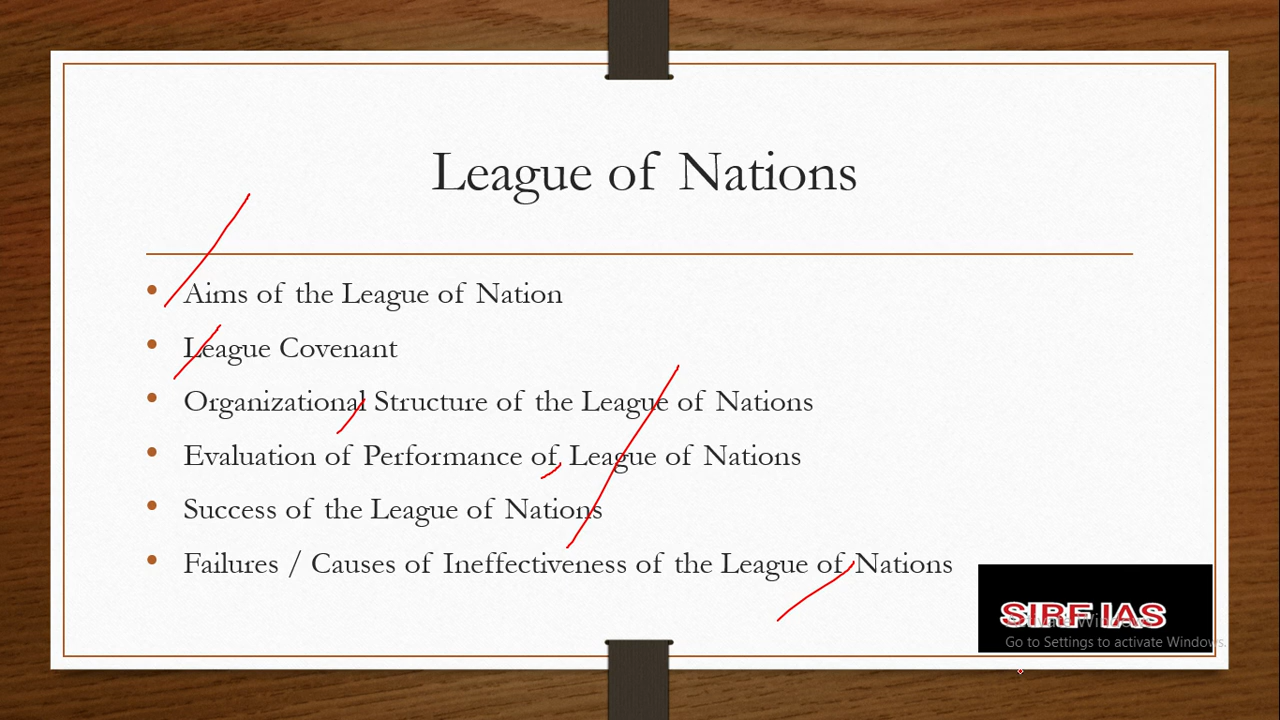 League of Nations
• Aims of the League of Nation
• League Covenant
• Organizational Structure of the League of Nations
• Evaluation of Performance of League of Nations
• Success of the League of Nations
• Failures / Causes of Ineffectiveness of the League of Nations
SIRF IAS
Activate Windows
Go to Settings to activate Windows.